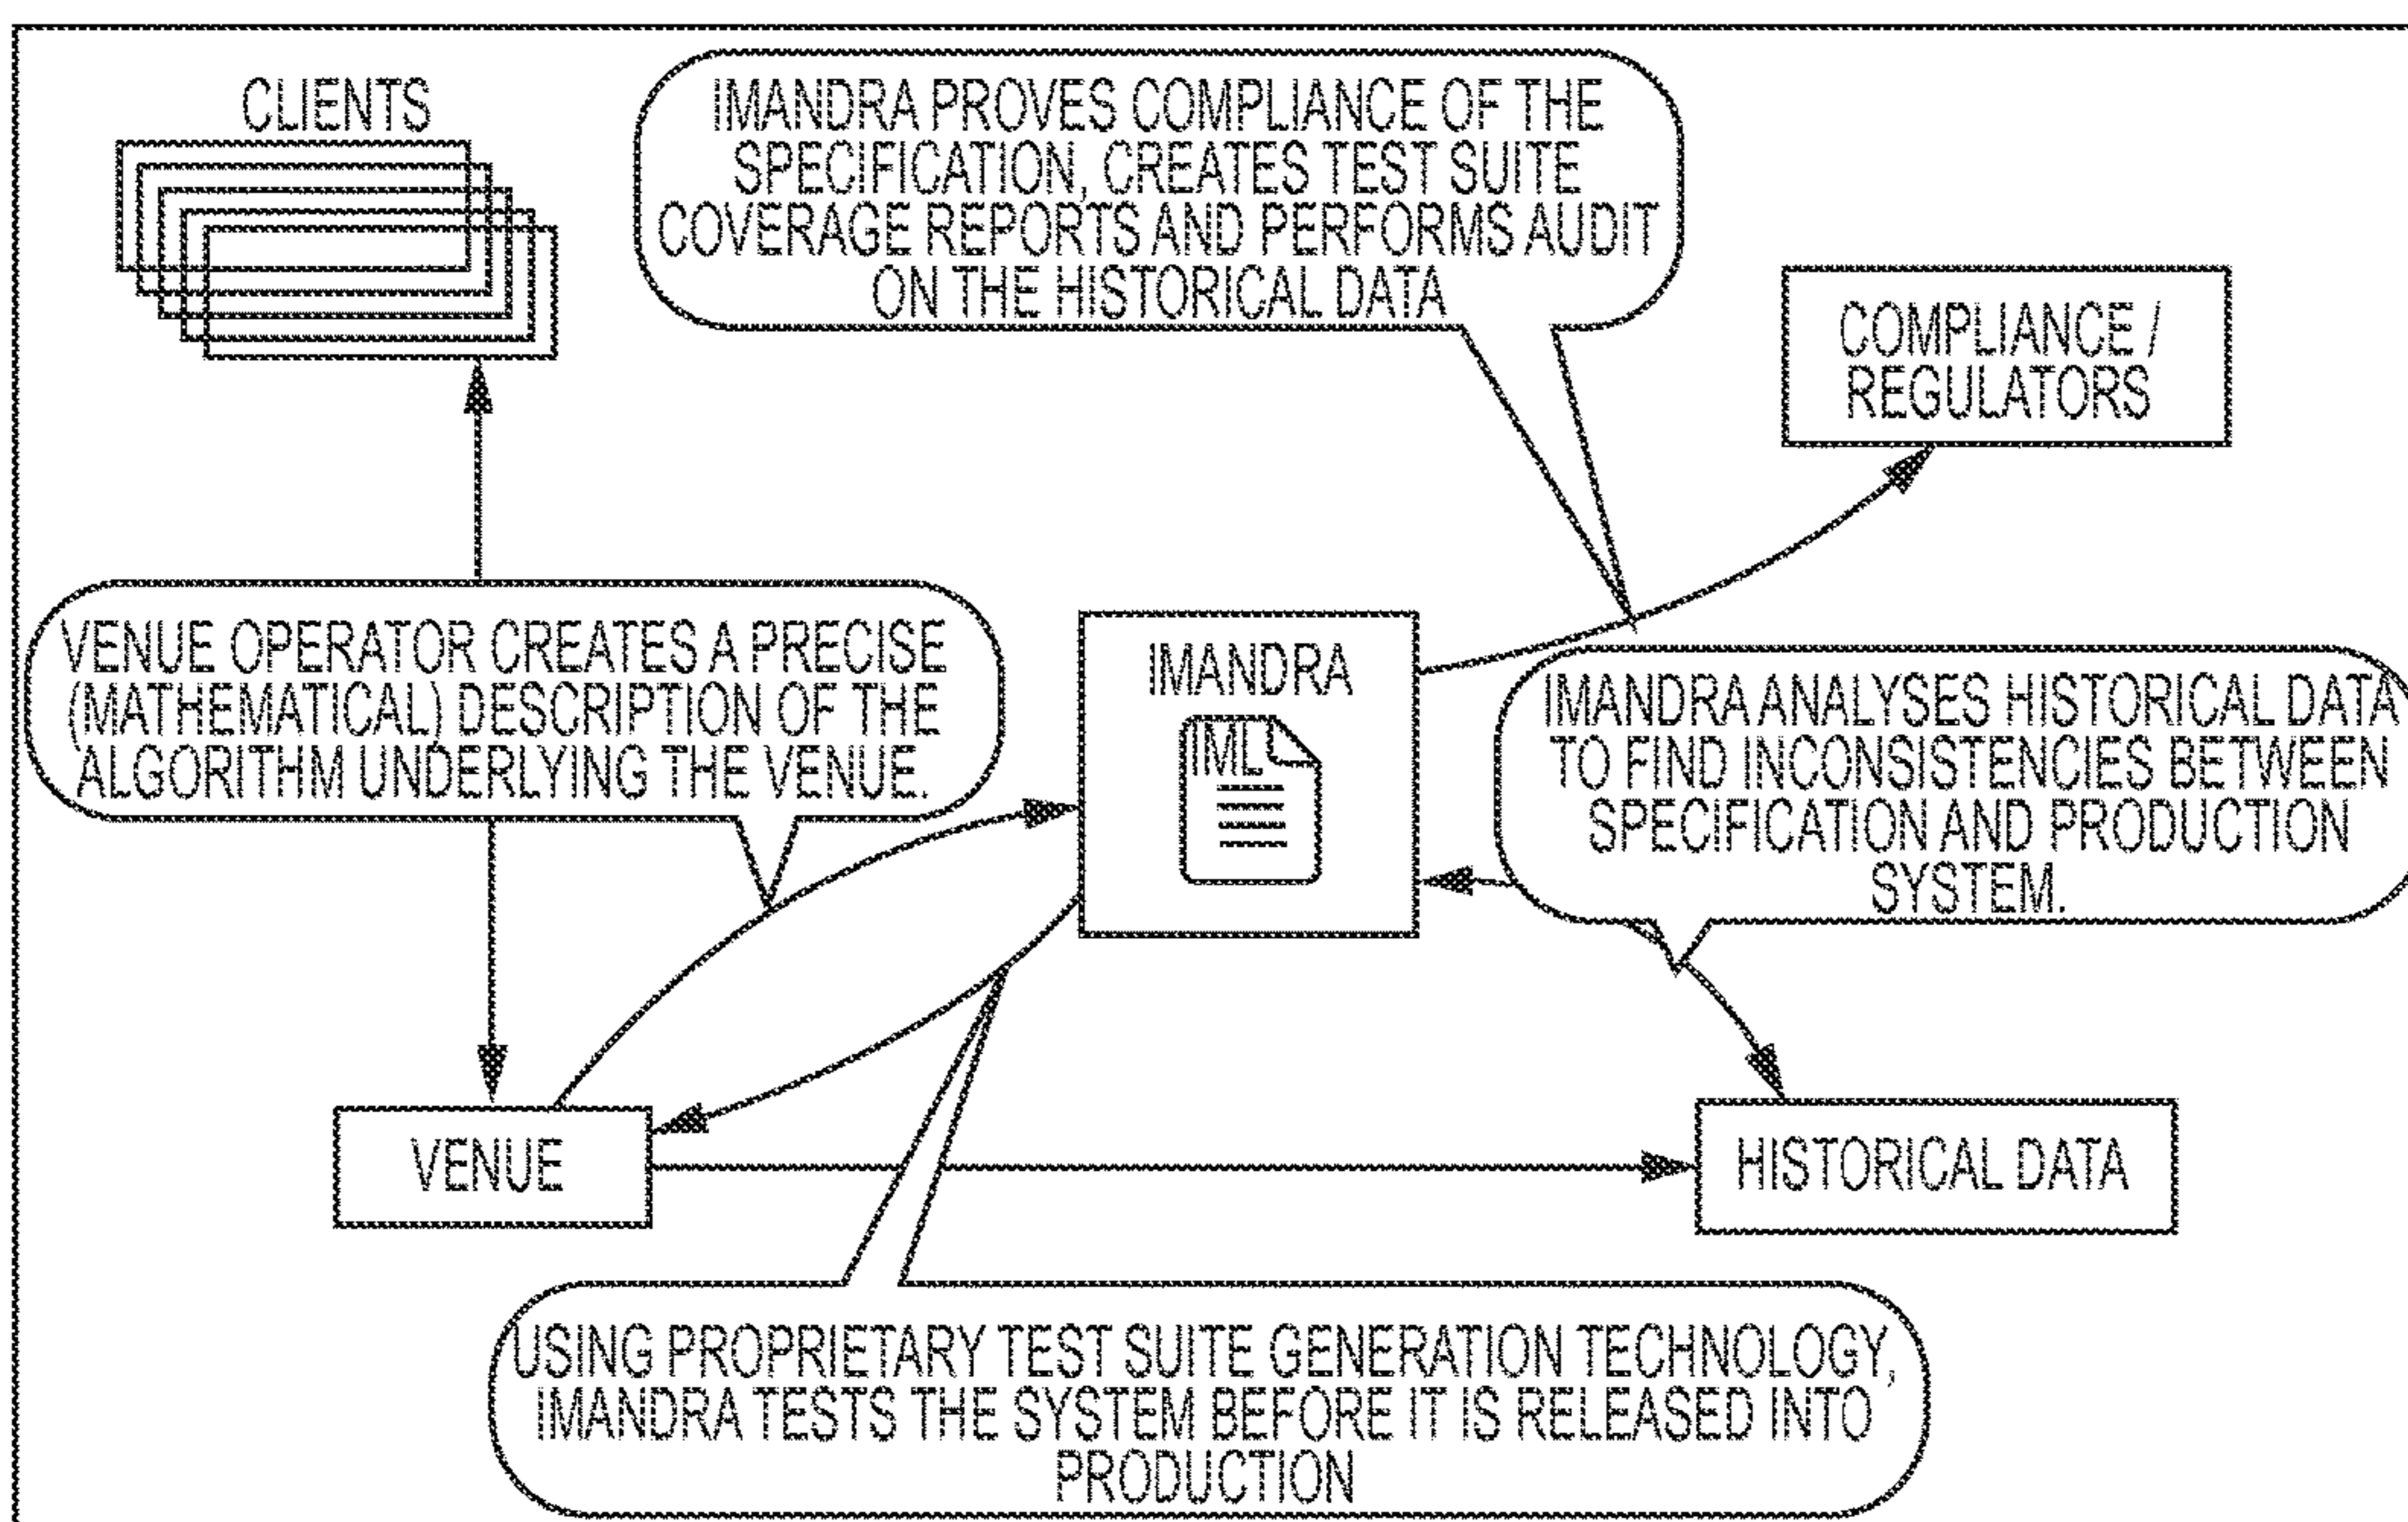 CLIENTS
IMANDRA PROVES COMPLIANCE OF THE
SPECIFICATION, CREATES TEST SUITE
COVERAGE REPORTS AND PERFORMS AUDIT
ON THE HISTORICAL DATA
COMPLIANCE /
REGULATORS
VENUE OPERATOR CREATES A PRECISE
(MATHEMATICAL) DESCRIPTION OF THE
ALGORITHM UNDERLYING THE VENUE.
IMANDRA
IML
IMANDRA ANALYSES HISTORICAL DATA
TO FIND INCONSISTENCIES BETWEEN
SPECIFICATION AND PRODUCTION
SYSTEM.
VENUE
HISTORICAL DATA
USING PROPRIETARY TEST SUITE GENERATION TECHNOLOGY,
IMANDRA TESTS THE SYSTEM BEFORE IT IS RELEASED INTO
PRODUCTION